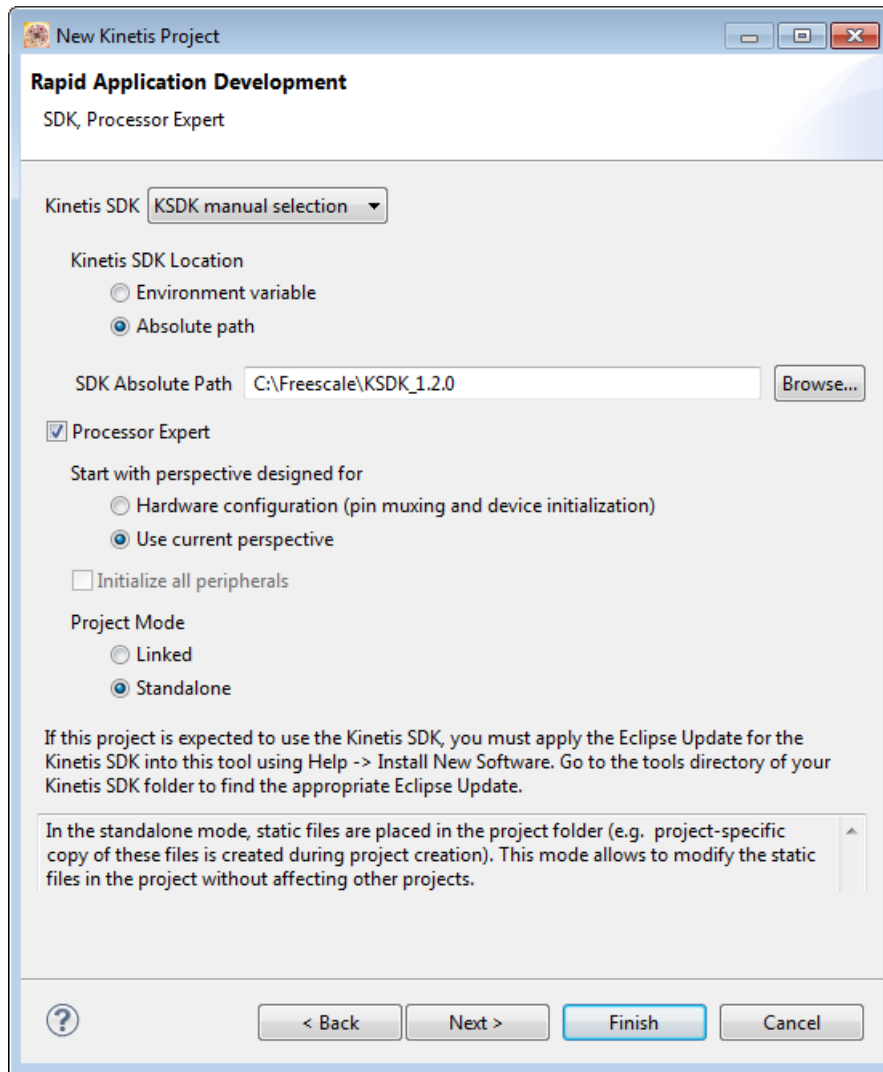 New Kinetis Project
Rapid Application Development
SDK, Processor Expert
Kinetis SDK KSDK manual selection
Kinetis SDK Location
Environment variable
Absolute path
SDK Absolute Path C:\Freescale\KSDK_1.2.0 Browse...
Processor Expert
Start with perspective designed for
Hardware configuration (pin muxing and device initialization)
Use current perspective
Initialize all peripherals
Project Mode
Linked
Standalone
If this project is expected to use the Kinetis SDK, you must apply the Eclipse Update for the
Kinetis SDK into this tool using Help -> Install New Software. Go to the tools directory of your
Kinetis SDK folder to find the appropriate Eclipse Update.
In the standalone mode, static files are placed in the project folder (e.g. project-specific
copy of these files is created during project creation). This mode allows to modify the static
files in the project without affecting other projects.
? < Back Next > Finish Cancel